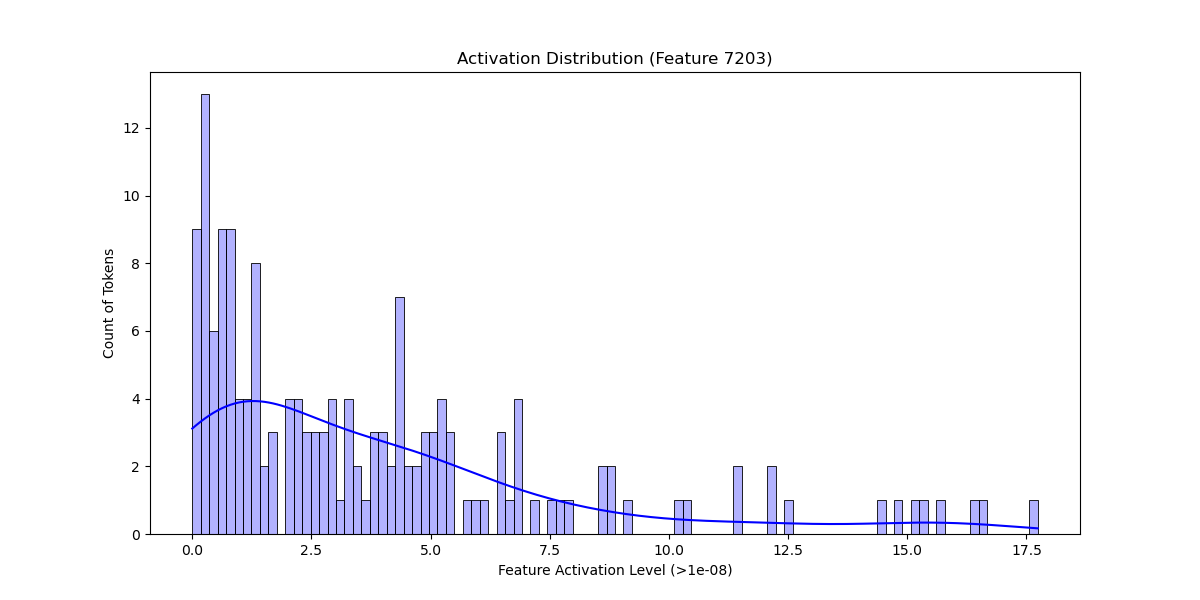 Activation Distribution (Feature 7203)
12
10
8
6
4
2
0
Count of Tokens
0.0 2.5 5.0 7.5 10.0 12.5 15.0 17.5
Feature Activation Level (>1e-08)